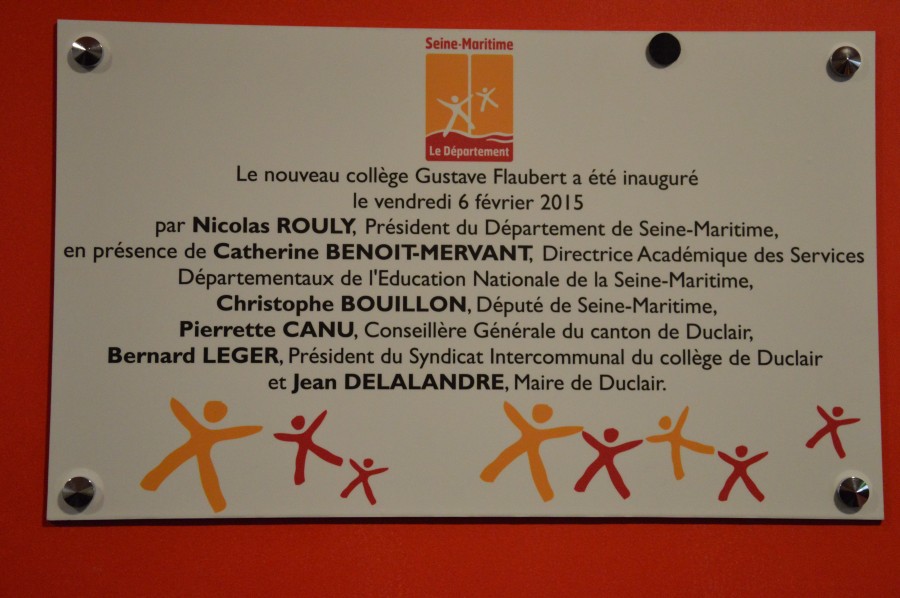 Seine-Maritime
Le Département
Le nouveau collège Gustave Flaubert a été inauguré
le vendredi 6 février 2015
par Nicolas ROULY, Président du Département de Seine-Maritime,
en présence de Catherine BENOIT-MERVANT, Directrice Académique des Services
Départementaux de l'Education Nationale de la Seine-Maritime,
Christophe BOUILLON, Député de Seine-Maritime,
Pierrette CANU, Conseillère Générale du canton de Duclair,
Bernard LEGER, Président du Syndicat Intercommunal du collège de Duclair
et Jean DELALANDRE, Maire de Duclair.